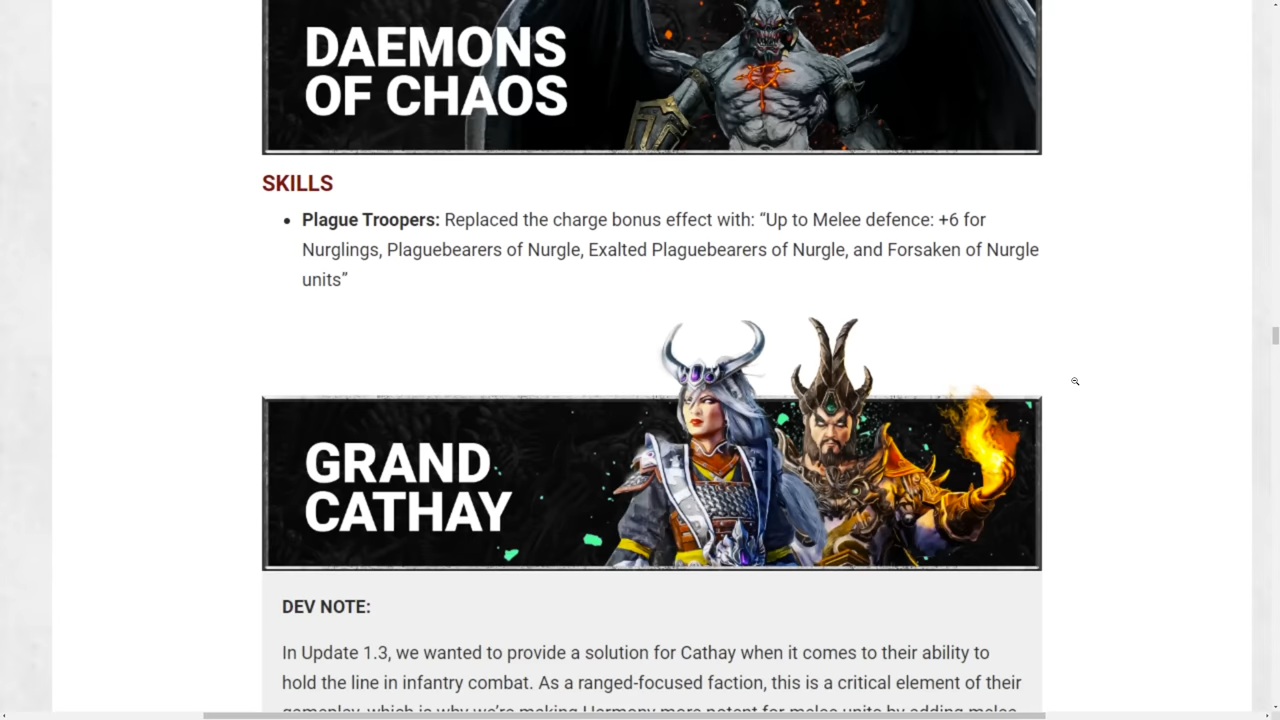 DAEMONS
OF CHAOS
SKILLS
• Plague Troopers: Replaced the charge bonus effect with: “Up to Melee defence: +6 for
Nurglings, Plaguebearers of Nurgle, Exalted Plaguebearers of Nurgle, and Forsaken of Nurgle
units”
GRAND
CATHAY
DEV NOTE:
In Update 1.3, we wanted to provide a solution for Cathay when it comes to their ability to
hold the line in infantry combat. As a ranged-focused faction, this is a critical element of their
gameplay, which is why we’re making Harmony more potent for melee units by adding melee